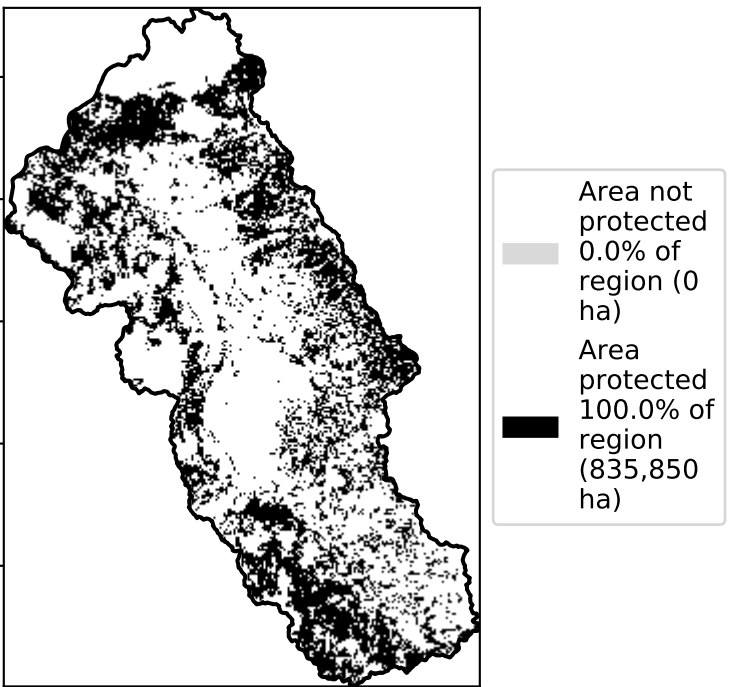 Area not
protected
0.0% of
region (0
ha)
Area
protected
100.0% of
region
(835,850
ha)